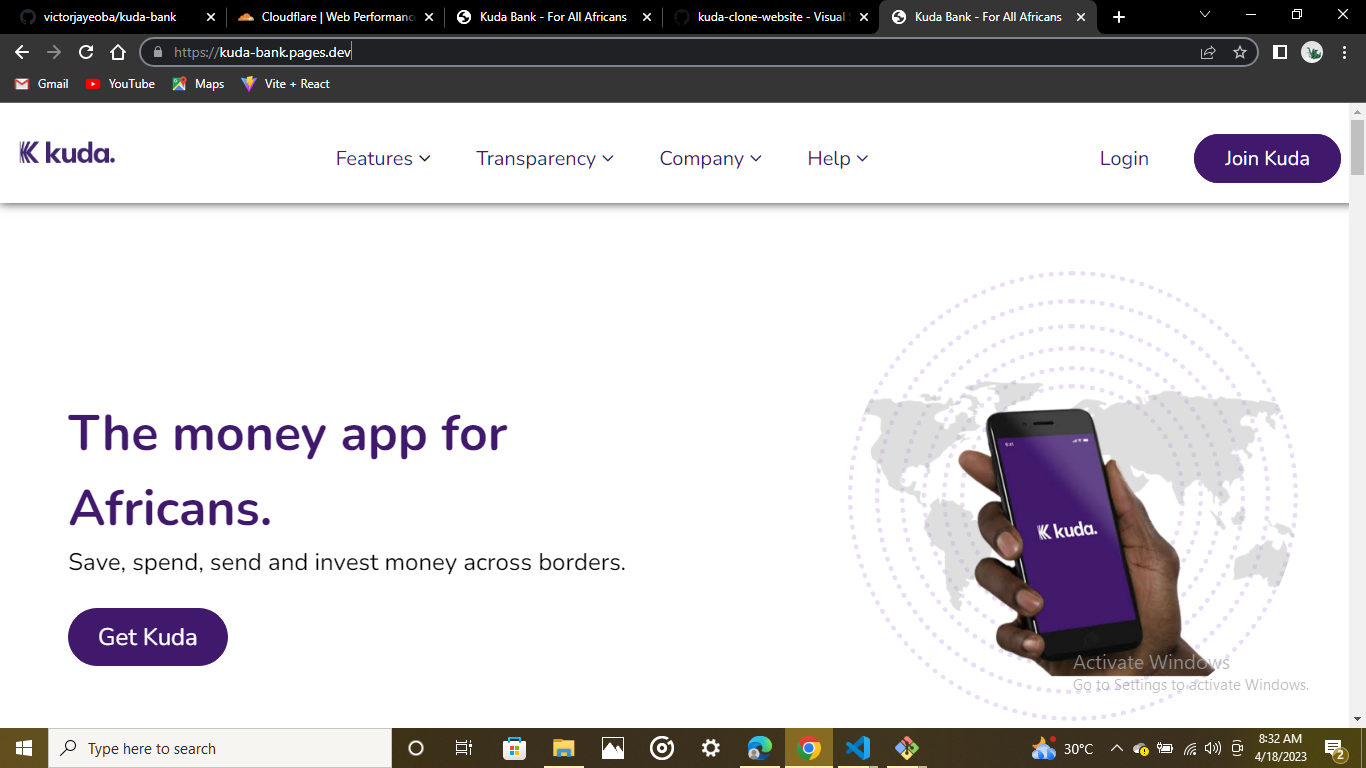 victorjayeoba/kuda-bank
Cloudflare | Web Performance
Kuda Bank - For All Africans
kuda-clone-website - Visual S
Kuda Bank - For All Africans
https://kuda-bank.pages.dev
Gmail
YouTube
Maps
Vite + React
kuda.
Features
Transparency
Company
Help
Login
Join Kuda
The money app for
Africans.
Save, spend, send and invest money across borders.
Get Kuda
9:41
kuda.
Activate Windows
Go to Settings to activate Windows.
Type here to search
30°C
8:32 AM
4/18/2023
2